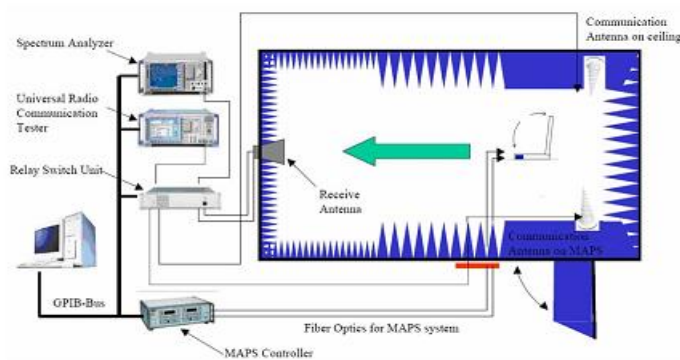 Spectrum Analyzer
Universal Radio
Communication
Tester
Relay Switch Unit
GPIB-Bus
MAPS Controller
Communication
Antenna on ceiling
Receive
Antenna
Communication
Antenna on MAPS
Fiber Optics for MAPS system